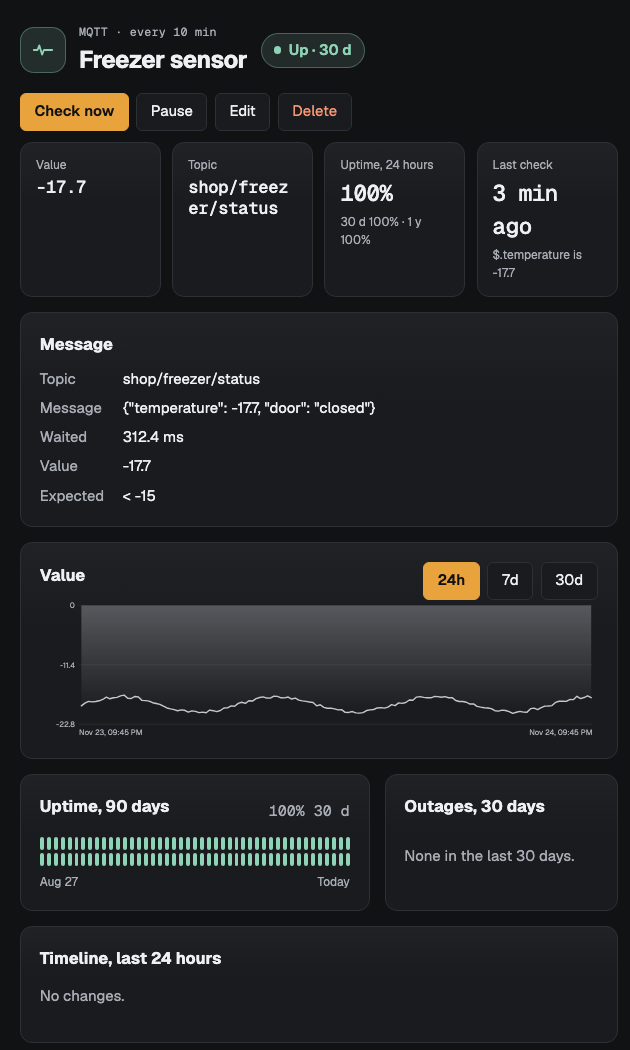 MQTT · every 10 min
Freezer sensor
Up · 30 d
Check now
Pause
Edit
Delete
Value
-17.7
Topic
shop/freez
er/status
Uptime, 24 hours
100%
30 d 100% · 1 y
100%
Last check
3 min
ago
$.temperature is
-17.7
Message
Topic shop/freezer/status
Message {"temperature": -17.7, "door": "closed"}
Waited 312.4 ms
Value -17.7
Expected < -15
Value
24h
7d
30d
0
-11.4
-22.8
Nov 23, 09:45 PM
Nov 24, 09:45 PM
Uptime, 90 days
100% 30 d
Aug 27
Today
Outages, 30 days
None in the last 30 days.
Timeline, last 24 hours
No changes.